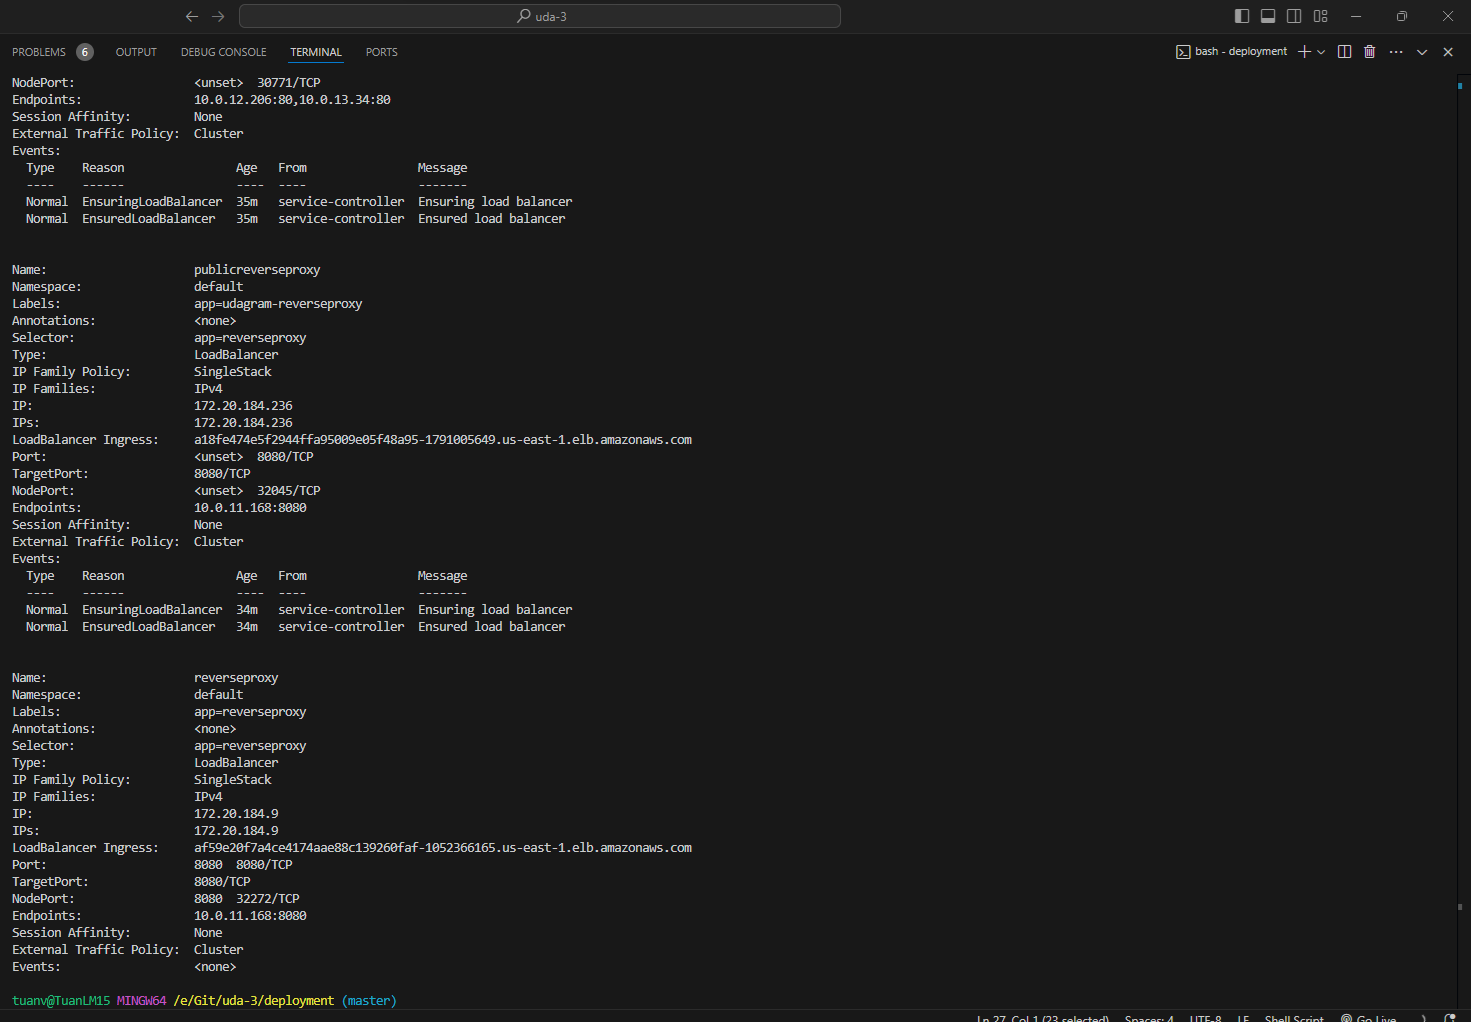 uda-3
PROBLEMS 6 OUTPUT DEBUG CONSOLE TERMINAL PORTS bash - deployment
NodePort: <unset> 30771/TCP
Endpoints: 10.0.12.206:80,10.0.13.34:80
Session Affinity: None
External Traffic Policy: Cluster
Events:
Type Reason Age From Message
---- ------ ---- ---- -------
Normal EnsuringLoadBalancer 35m service-controller Ensuring load balancer
Normal EnsuredLoadBalancer 35m service-controller Ensured load balancer
Name: publicreverseproxy
Namespace: default
Labels: app=udagram-reverseproxy
Annotations: <none>
Selector: app=reverseproxy
Type: LoadBalancer
IP Family Policy: SingleStack
IP Families: IPv4
IP: 172.20.184.236
IPs: 172.20.184.236
LoadBalancer Ingress: a18fe474e5f2944ffa95009e05f48a95-1791005649.us-east-1.elb.amazonaws.com
Port: <unset> 8080/TCP
TargetPort: 8080/TCP
NodePort: <unset> 32045/TCP
Endpoints: 10.0.11.168:8080
Session Affinity: None
External Traffic Policy: Cluster
Events:
Type Reason Age From Message
---- ------ ---- ---- -------
Normal EnsuringLoadBalancer 34m service-controller Ensuring load balancer
Normal EnsuredLoadBalancer 34m service-controller Ensured load balancer
Name: reverseproxy
Namespace: default
Labels: app=reverseproxy
Annotations: <none>
Selector: app=reverseproxy
Type: LoadBalancer
IP Family Policy: SingleStack
IP Families: IPv4
IP: 172.20.184.9
IPs: 172.20.184.9
LoadBalancer Ingress: af59e20f7a4ce4174aae88c139260faf-1052366165.us-east-1.elb.amazonaws.com
Port: 8080 8080/TCP
TargetPort: 8080/TCP
NodePort: 8080 32272/TCP
Endpoints: 10.0.11.168:8080
Session Affinity: None
External Traffic Policy: Cluster
Events: <none>
tuanv@TuanLM15 MINGW64 /e/Git/uda-3/deployment (master)
Ln 27, Col 1 (23 selected) Spaces: 4 UTF-8 LF Shell Script Go Live